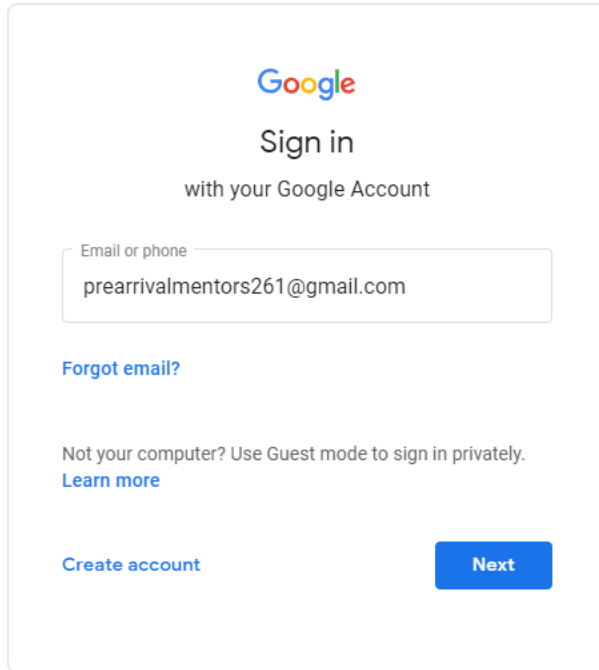 Google
Sign in
with your Google Account
Email or phone
prearrivalmentors261@gmail.com
Forgot email?
Not your computer? Use Guest mode to sign in privately.
Learn more
Create account
Next